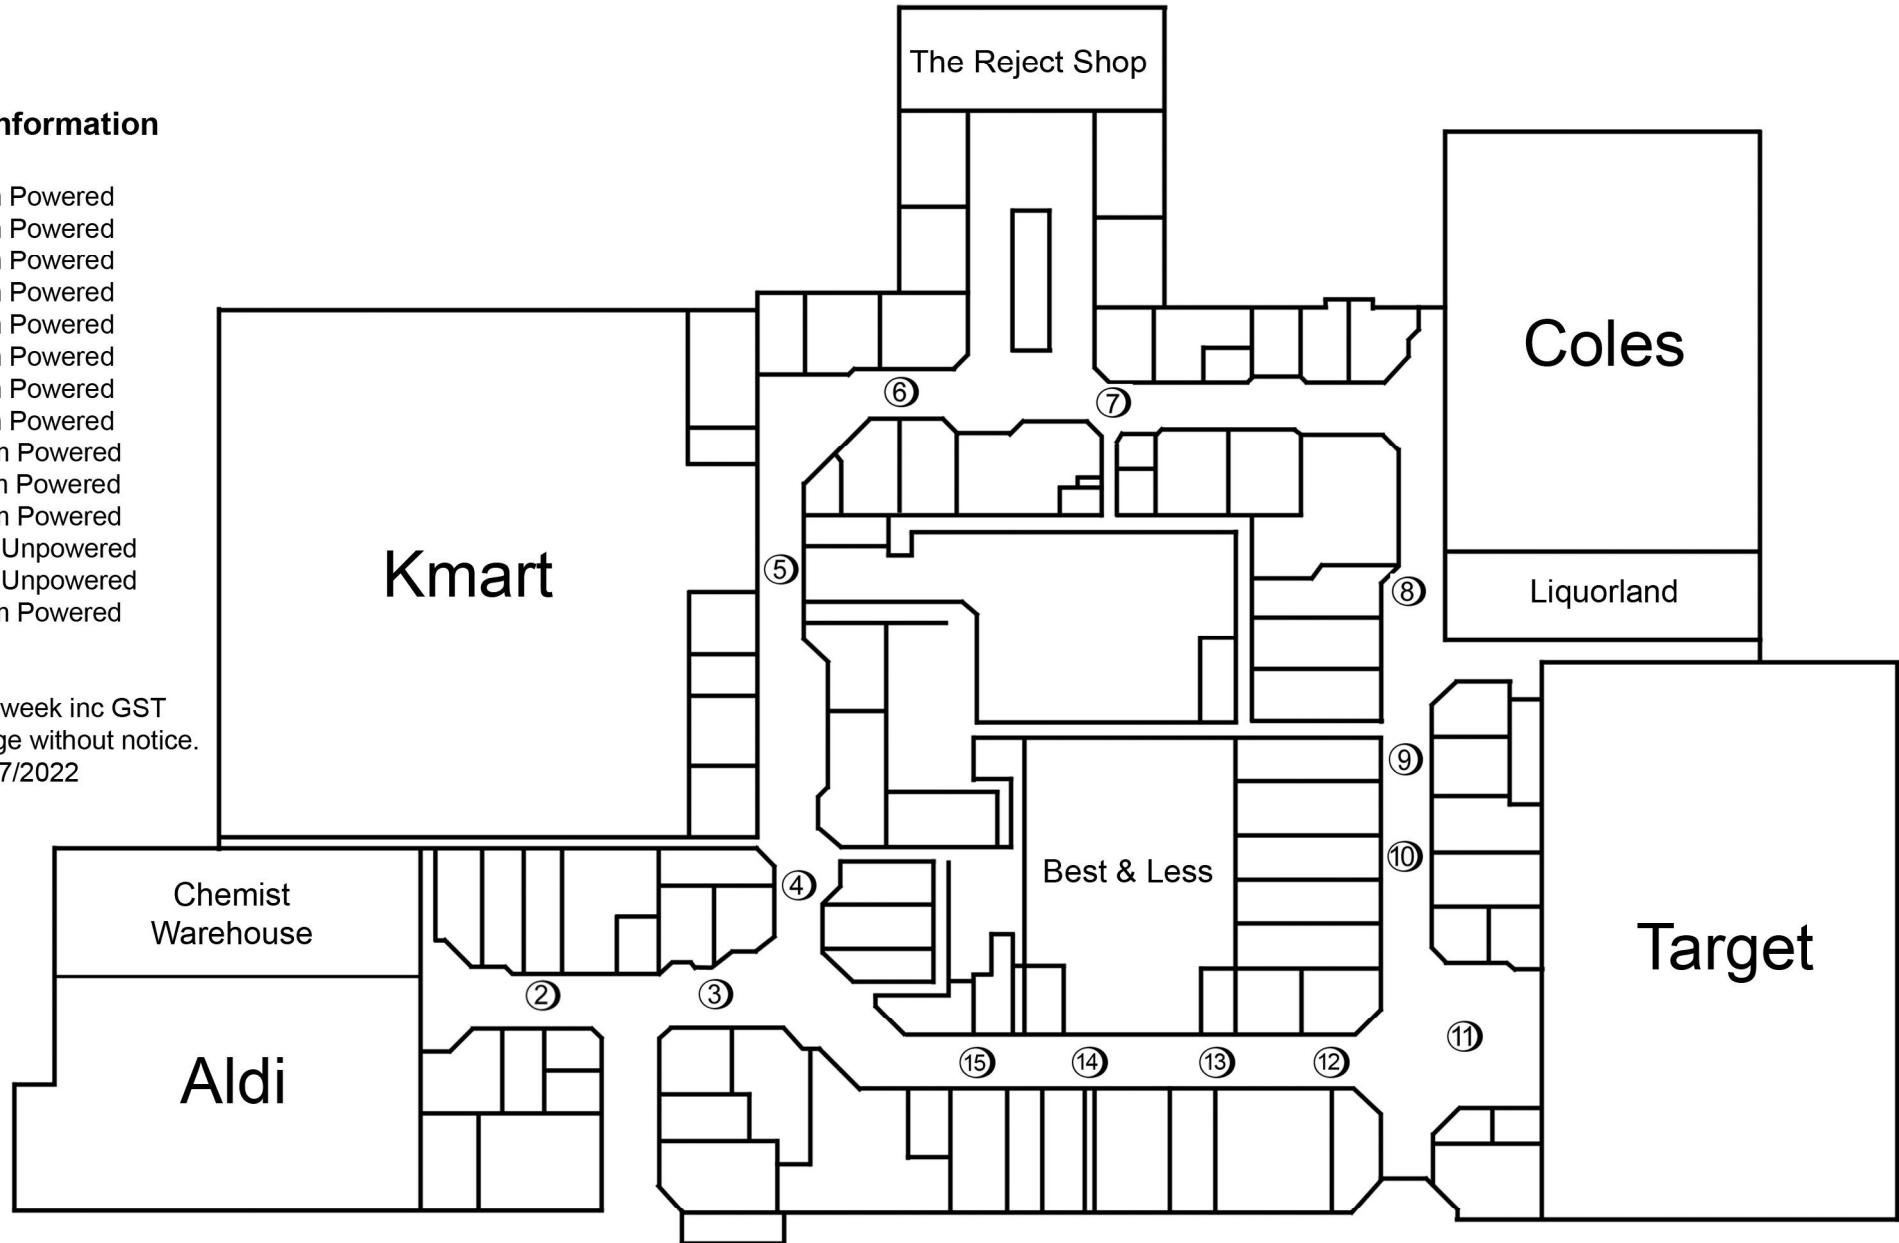 The Reject Shop
nformation
n Powered
n Powered
n Powered
n Powered
n Powered
n Powered
n Powered
n Powered
m Powered
m Powered
m Powered
Unpowered
Unpowered
m Powered
week inc GST
ge without notice.
7/2022
Coles
Kmart
Liquorland
Chemist
Warehouse
Best & Less
Target
Aldi
6
7
5
8
9
10
4
2
3
11
15
14
13
12